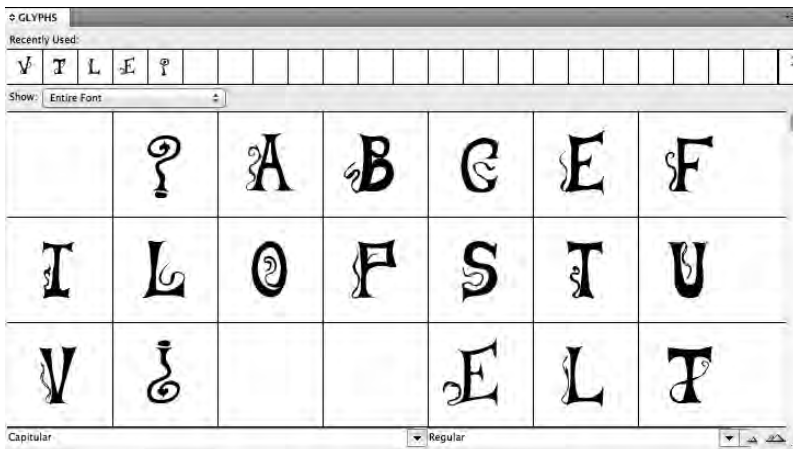 GLYPHS
Recently Used:
V T L E ?
Show: Entire Font
? A B C E F
I L O P S T U
V ¿ E L T
Capitular Regular